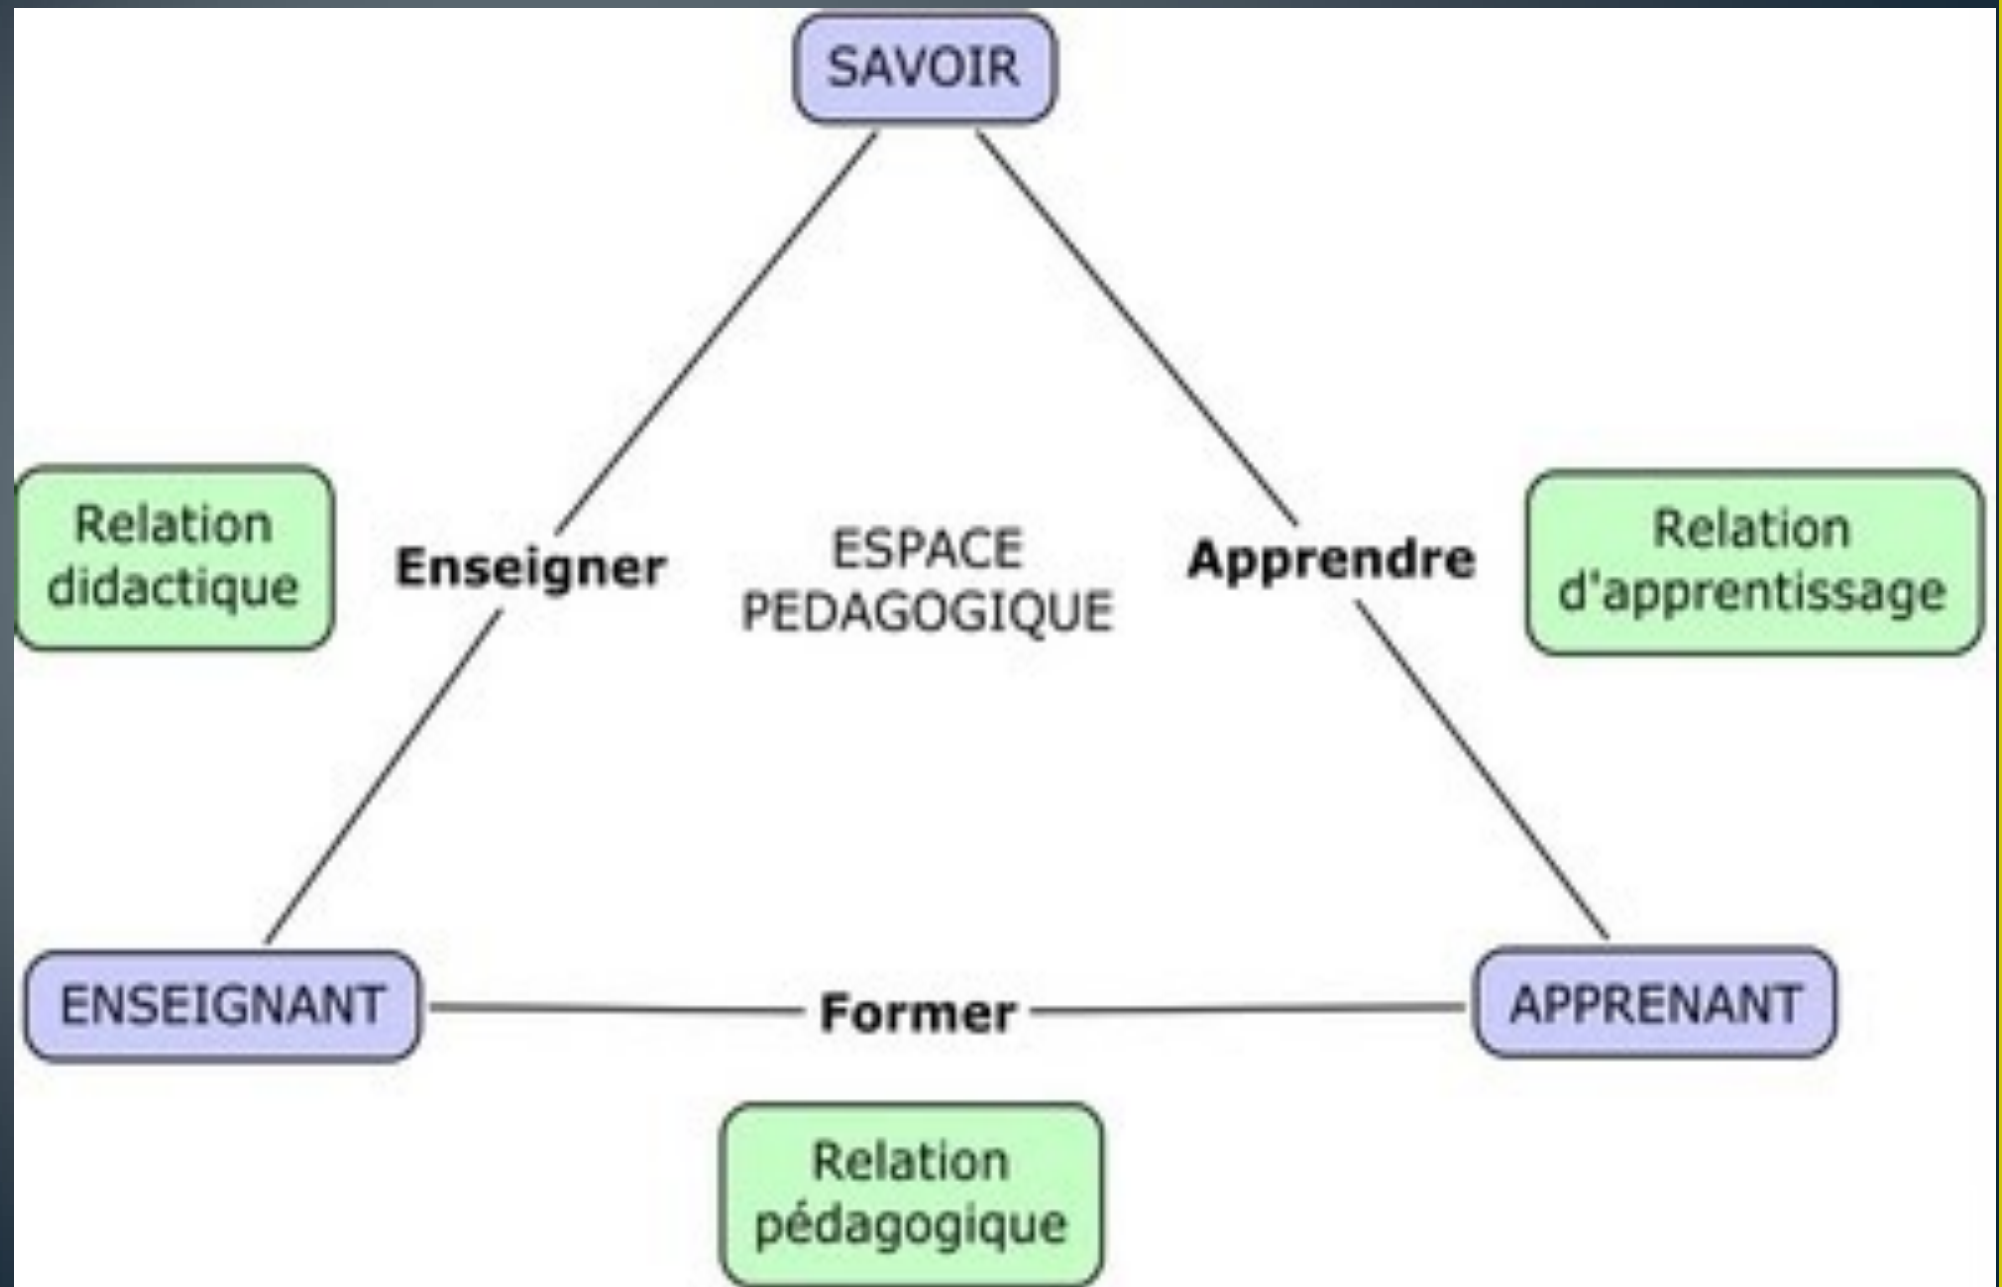 SAVOIR
Relation
didactique
Enseigner
ESPACE
PEDAGOGIQUE
Apprendre
Relation
d'apprentissage
ENSEIGNANT
Former
APPRENANT
Relation
pédagogique